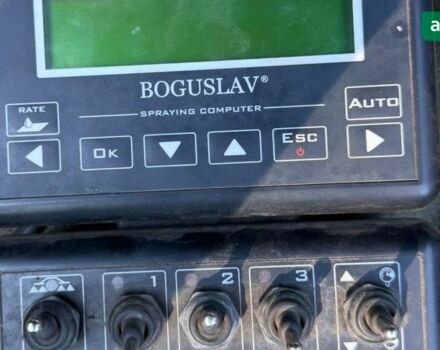 BOGUSLAV®
SPRAYING COMPUTER
RATE
AUTO
OK
ESC
1 2 3